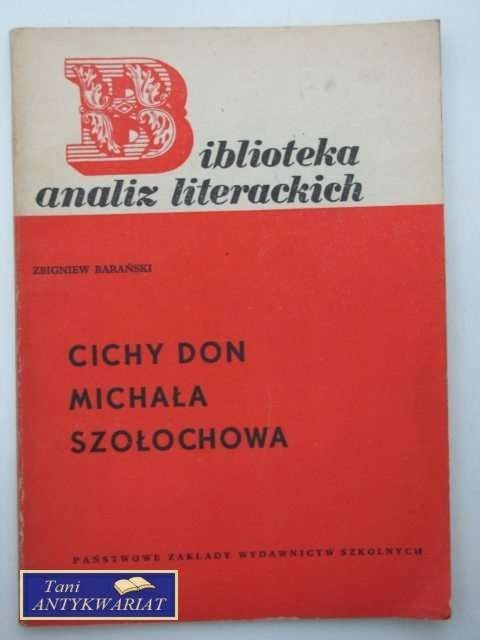 Biblioteka
analiz literackich
ZBIGNIEW BARAŃSKI
CICHY DON
MICHAŁA
SZOŁOCHOWA
PAŃSTWOWE ZAKŁADY WYDAWNICTW SZKOLNYCH
Tani
ANTYKWARIAT